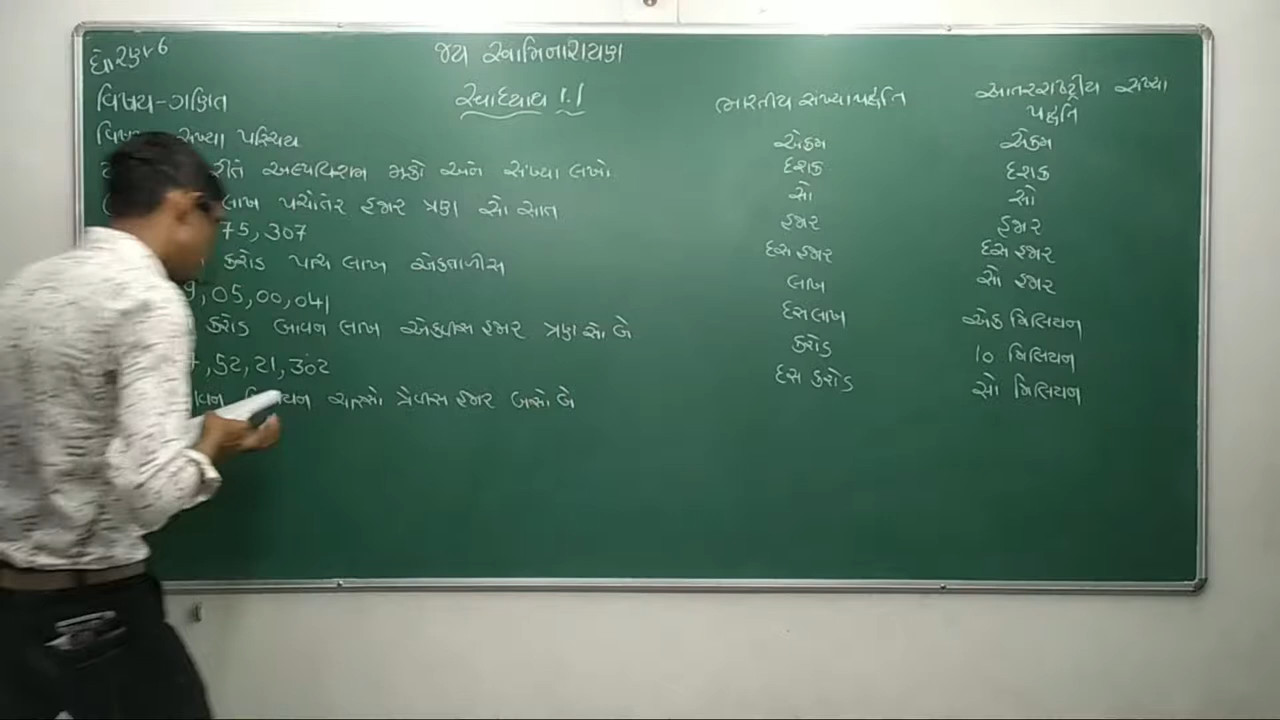 ધોરણ ૬
જય સ્વામિનારાયણ
વિષય-ગણિત
સ્વાધ્યાય 1.1
સંખ્યા પરિચય
રીતે અલ્પવિરામ મુકો અને સંખ્યા લખો.
લાખ પચોંતેર હજાર ત્રણ સો સાત
75,307
કરોડ પાચ લાખ એકતાળીસ
9,05,00,041
કરોડ બાવન લાખ એકવીસ હજાર ત્રણ સો બે
,52,21,302
ચારસો ત્રેવીસ હજાર બસો બે
ભારતીય સંખ્યા પદ્ધતિ
એકમ
દશક
સો
હજાર
દસ હજાર
લાખ
દસ લાખ
કરોડ
દસ કરોડ
આતરરાષ્ટ્રીય સંખ્યા
પદ્ધતિ
એકમ
દશક
સો
હજાર
દસ હજાર
સો હજાર
એક મિલિયન
10 મિલિયન
સો મિલિયન